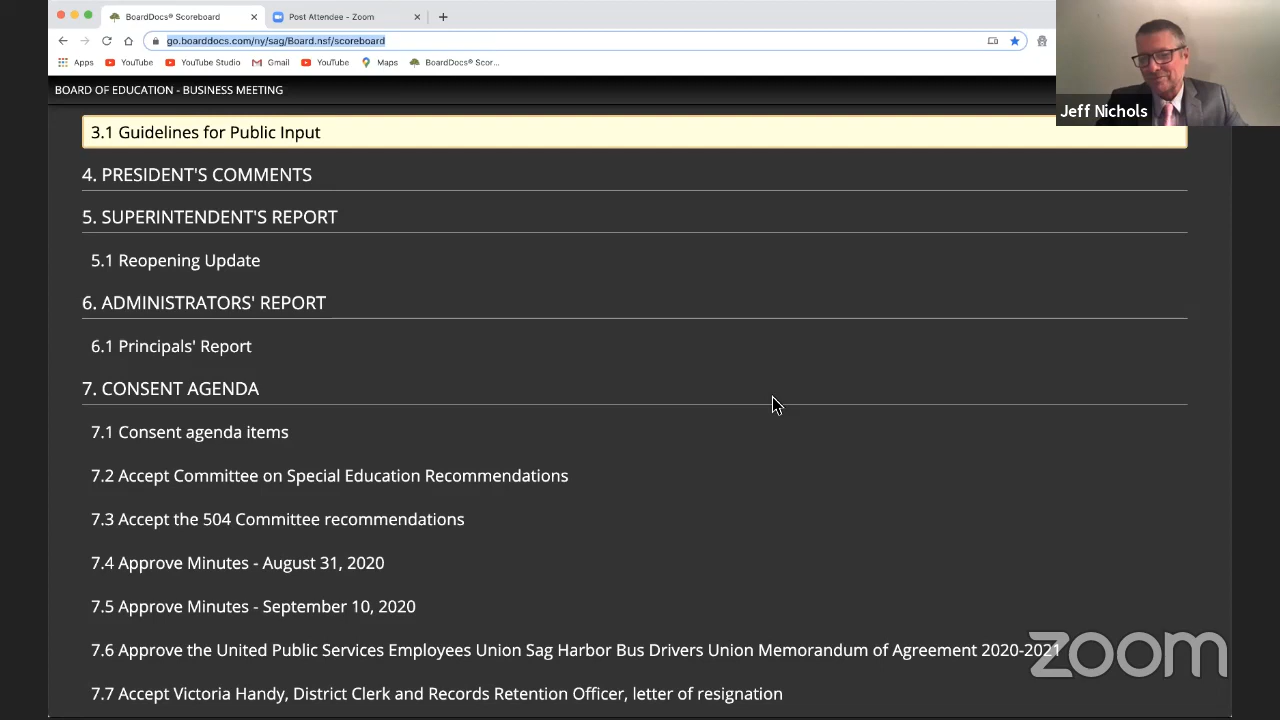 BoardDocs® Scoreboard
Post Attendee - Zoom
go.boarddocs.com/ny/sag/Board.nsf/scoreboard
Apps YouTube YouTube Studio Gmail YouTube Maps BoardDocs® Scor...
BOARD OF EDUCATION - BUSINESS MEETING
Jeff Nichols
3.1 Guidelines for Public Input
4. PRESIDENT'S COMMENTS
5. SUPERINTENDENT'S REPORT
5.1 Reopening Update
6. ADMINISTRATORS' REPORT
6.1 Principals' Report
7. CONSENT AGENDA
7.1 Consent agenda items
7.2 Accept Committee on Special Education Recommendations
7.3 Accept the 504 Committee recommendations
7.4 Approve Minutes - August 31, 2020
7.5 Approve Minutes - September 10, 2020
7.6 Approve the United Public Services Employees Union Sag Harbor Bus Drivers Union Memorandum of Agreement 2020-2021
zoom
7.7 Accept Victoria Handy, District Clerk and Records Retention Officer, letter of resignation